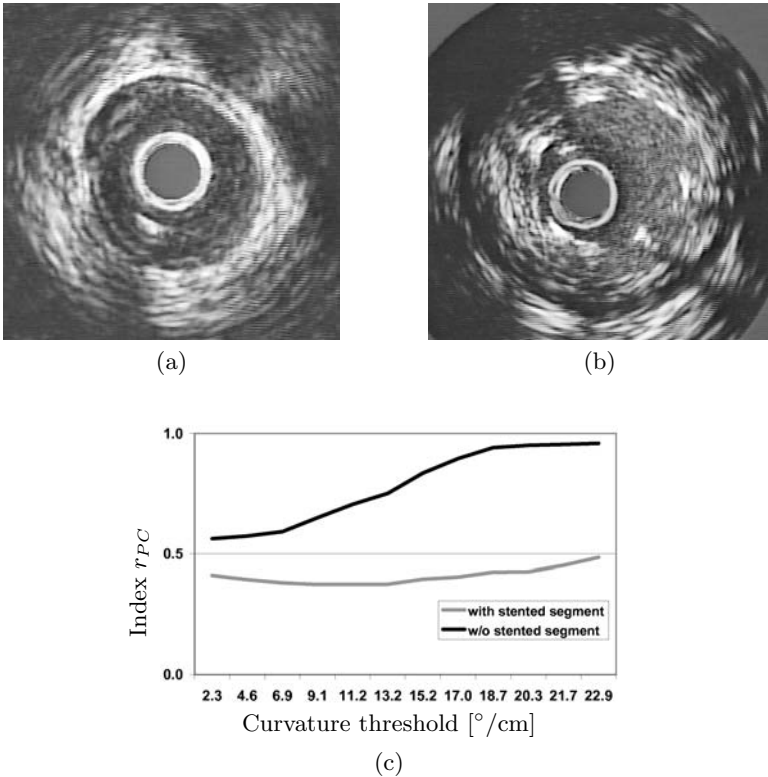 (a)
(b)
1.0
0.5
0.0
Index r_{PC}
with stented segment
w/o stented segment
2.3 4.6 6.9 9.1 11.2 13.2 15.2 17.0 18.7 20.3 21.7 22.9
Curvature threshold [°/cm]
(c)